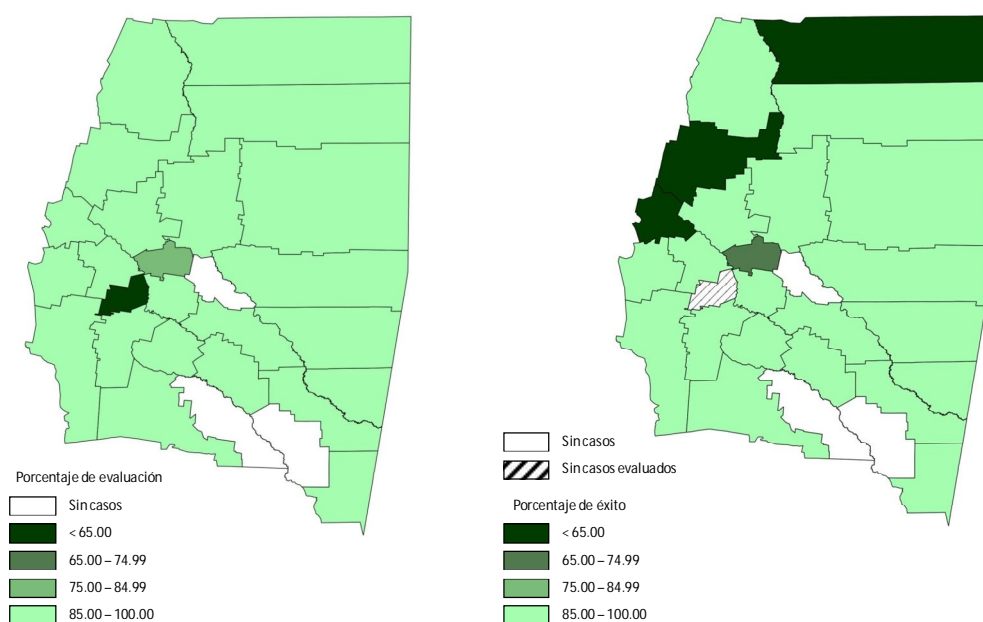 Porcentaje de evaluación
Sin casos
< 65.00
65.00 – 74.99
75.00 – 84.99
85.00 – 100.00
Sin casos
Sin casos evaluados
Porcentaje de éxito
< 65.00
65.00 – 74.99
75.00 – 84.99
85.00 – 100.00